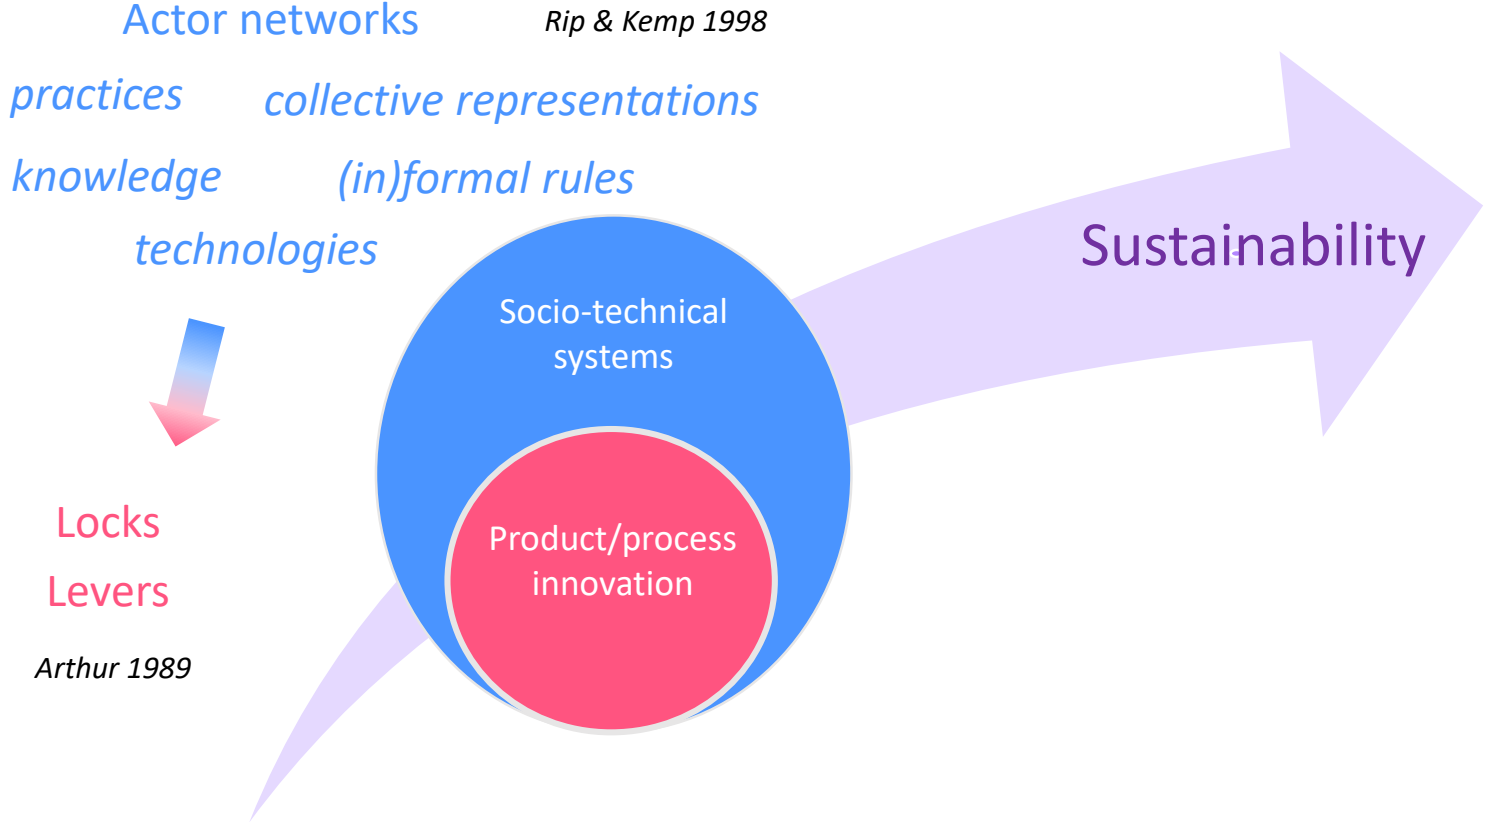 Actor networks
Rip & Kemp 1998
practices
collective representations
knowledge
(in)formal rules
technologies
Sustainability
Socio-technical
systems
Locks
Levers
Product/process
innovation
Arthur 1989